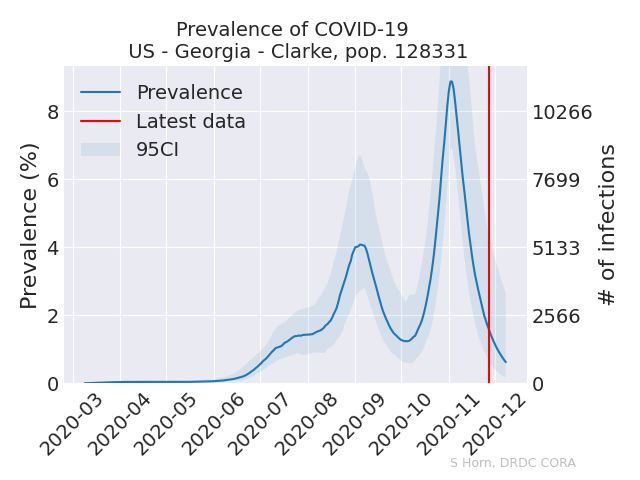 Prevalence of COVID-19
US - Georgia - Clarke, pop. 128331
Prevalence
Latest data
95CI
Prevalence (%)
8
6
4
2
0
10266
7699
5133
2566
0
# of infections
2020-03
2020-04
2020-05
2020-06
2020-07
2020-08
2020-09
2020-10
2020-11
2020-12
S Horn, DRDC CORA